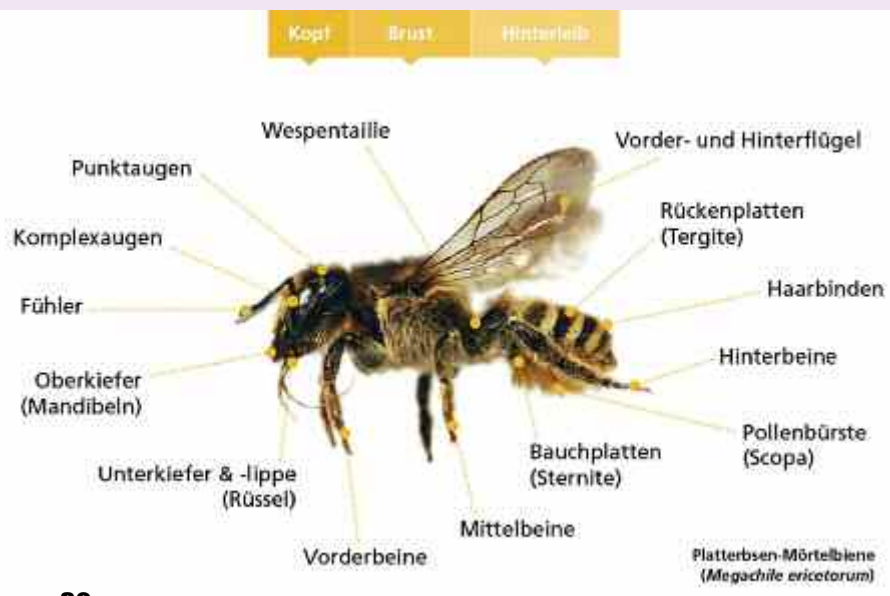 Kopf Brust Hinterleib
Wespentaille
Vorder- und Hinterflügel
Punktaugen
Rückenplatten
(Tergite)
Komplexaugen
Haarbinden
Fühler
Hinterbeine
Oberkiefer
(Mandibeln)
Pollenbürste
(Scopa)
Bauchplatten
(Sternite)
Unterkiefer & -lippe
(Rüssel)
Mittelbeine
Vorderbeine
Platterbsen-Mörtelbiene
(Megachile ericetorum)